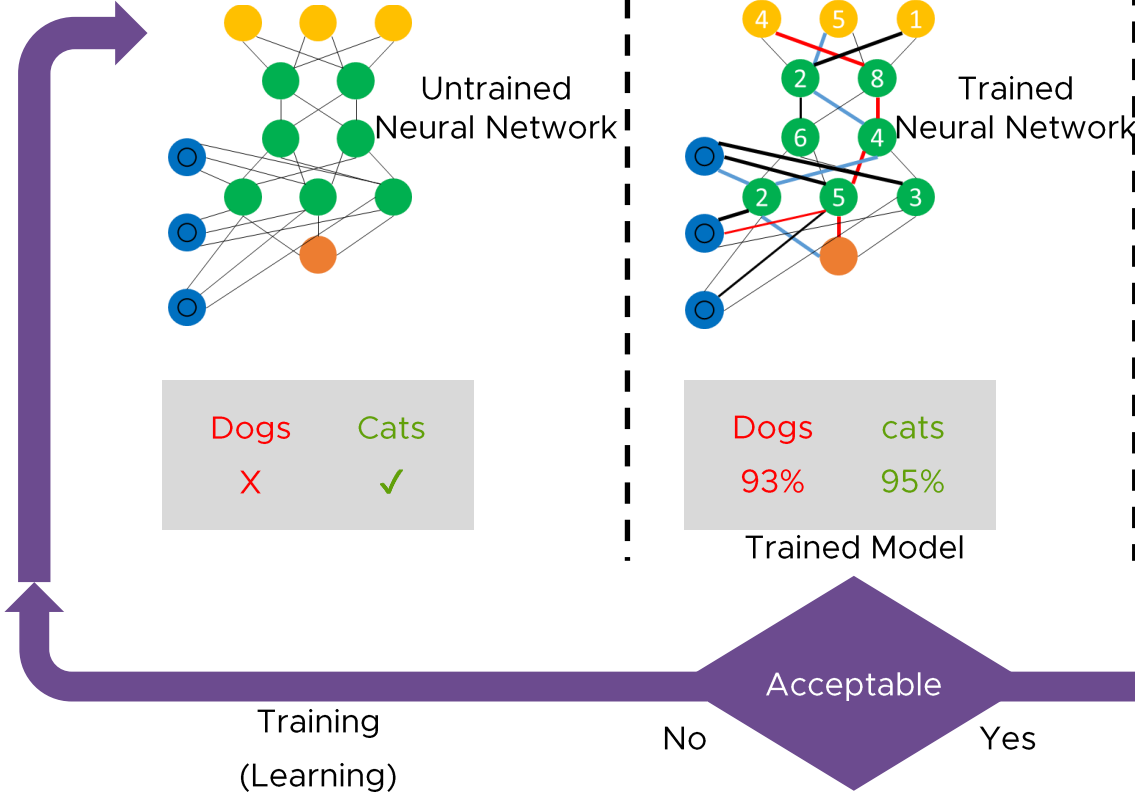 Untrained
Neural Network
4 5 1
2 8
6 4
2 5 3
Trained
Neural Network
Dogs Cats
X ✓
Dogs cats
93% 95%
Trained Model
Acceptable
No
Yes
Training
(Learning)